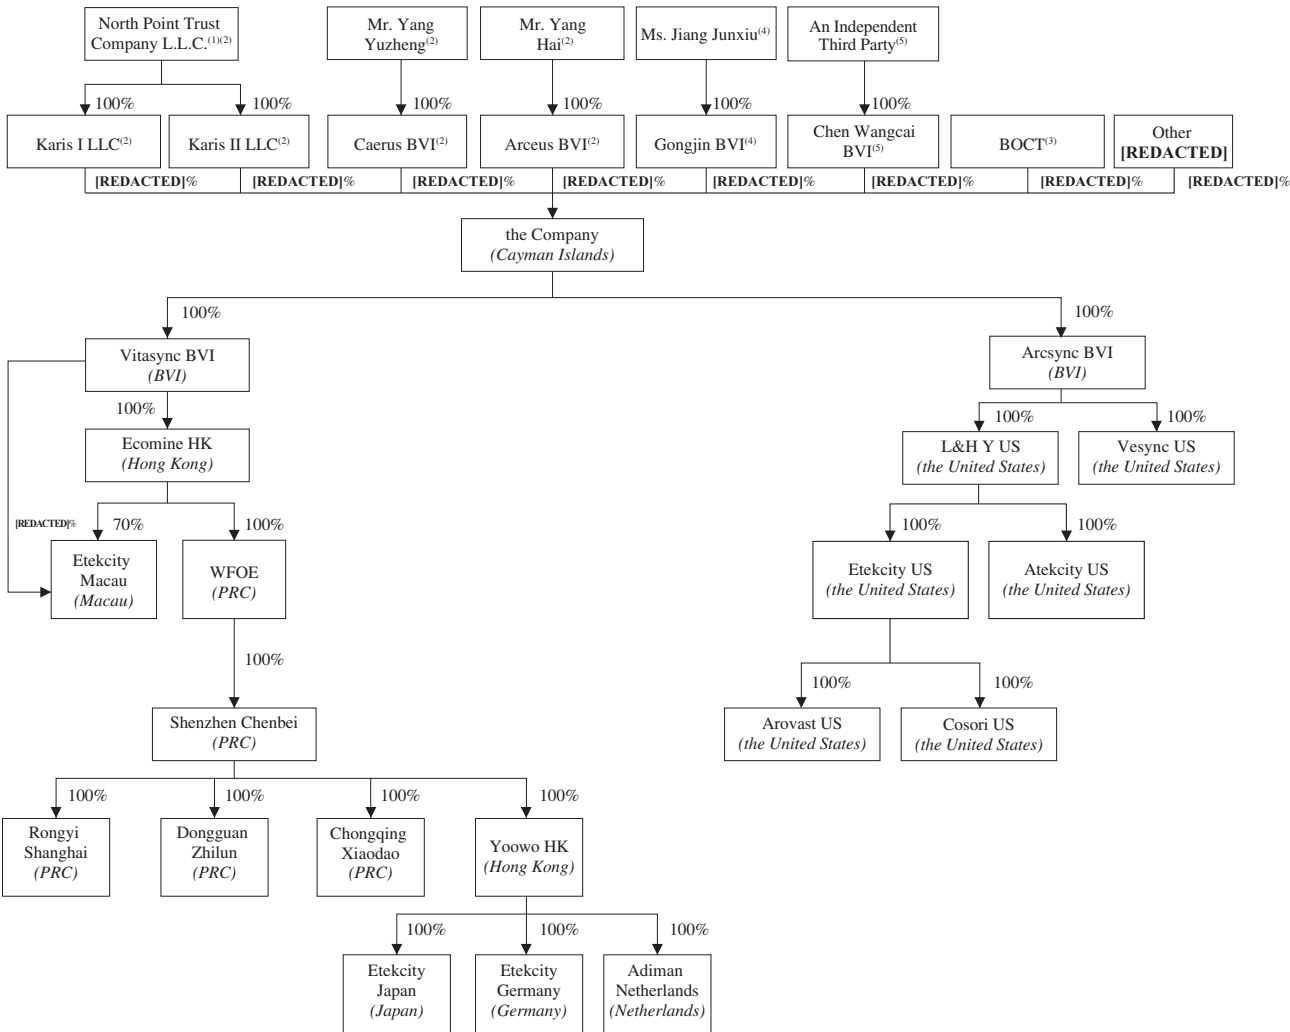 North Point Trust
Company L.L.C.(1)(2)
Mr. Yang
Yuzheng(2)
Mr. Yang
Hai(2)
Ms. Jiang Junxiu(4)
An Independent
Third Party(5)
100%
100%
100%
100%
100%
100%
Karis I LLC(2)
Karis II LLC(2)
Caerus BVI(2)
Arceus BVI(2)
Gongjin BVI(4)
Chen Wangcai
BVI(5)
BOCT(3)
Other
[REDACTED]
[REDACTED]%
[REDACTED]%
[REDACTED]%
[REDACTED]%
[REDACTED]%
[REDACTED]%
[REDACTED]%
[REDACTED]%
the Company
(Cayman Islands)
100%
100%
Vitasync BVI
(BVI)
Arcsync BVI
(BVI)
100%
100%
100%
Ecomine HK
(Hong Kong)
L&H Y US
(the United States)
Vesync US
(the United States)
[REDACTED]%
70%
100%
100%
100%
Etekcity
Macau
(Macau)
WFOE
(PRC)
Etekcity US
(the United States)
Atekcity US
(the United States)
100%
100%
100%
Shenzhen Chenbei
(PRC)
Arovast US
(the United States)
Cosori US
(the United States)
100%
100%
100%
100%
Rongyi
Shanghai
(PRC)
Dongguan
Zhilun
(PRC)
Chongqing
Xiaodao
(PRC)
Yoowo HK
(Hong Kong)
100%
100%
100%
Etekcity
Japan
(Japan)
Etekcity
Germany
(Germany)
Adiman
Netherlands
(Netherlands)